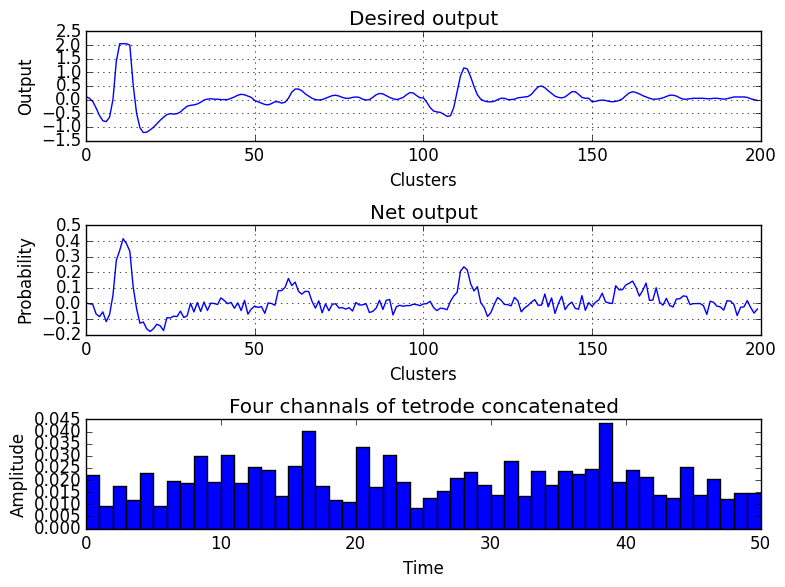 Desired output
2.5
2.0
1.5
1.0
0.5
0.0
−0.5
−1.0
−1.5
Output
0 50 100 150 200
Clusters
Net output
0.5
0.4
0.3
0.2
0.1
0.0
−0.1
−0.2
Probability
0 50 100 150 200
Clusters
Four channels of tetrode concatenated
0.045
0.040
0.035
0.030
0.025
0.020
0.015
0.010
0.005
0.000
Amplitude
0 10 20 30 40 50
Time